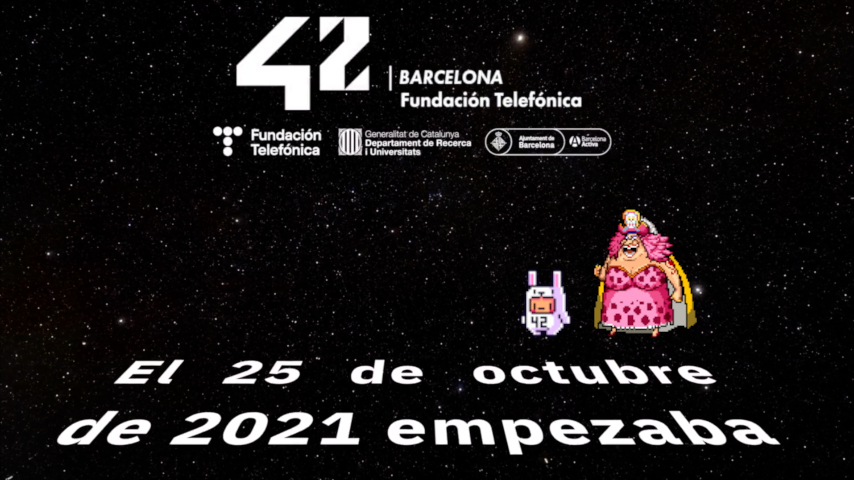 42
BARCELONA
Fundación Telefónica
Fundación
Telefónica
Generalitat de Catalunya
Departament de Recerca
i Universitats
Ajuntament de
Barcelona
Barcelona
Activa
42
El 25 de octubre
de 2021 empezaba